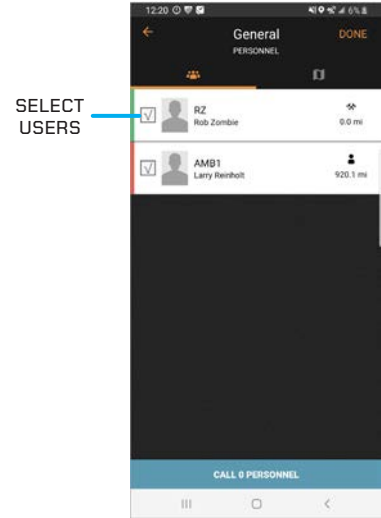 12:20 6%
General
DONE
PERSONNEL
SELECT
USERS
RZ
Rob Zombie
0.0 mi
AMB1
Larry Reinholt
920.1 mi
CALL 0 PERSONNEL